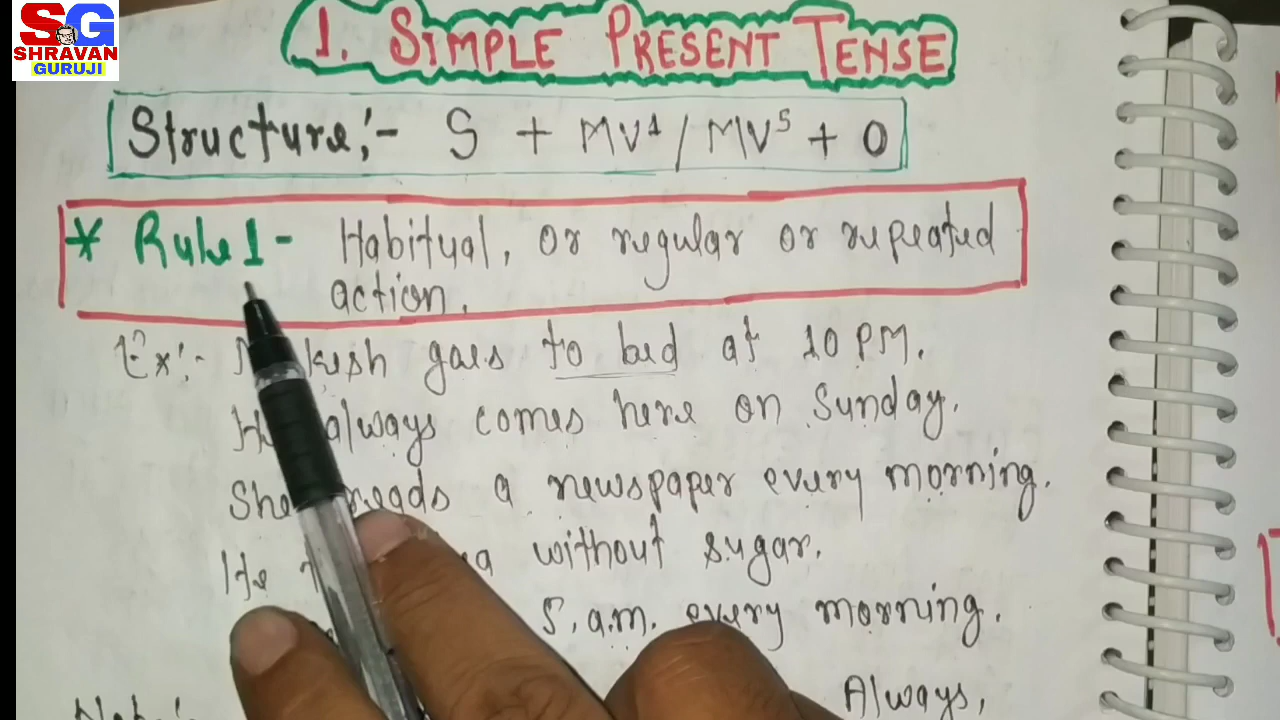 SG
SHRAVAN
GURUJI
1. SIMPLE PRESENT TENSE
Structure:- S + MV¹ / MV⁵ + O
* Rule 1- Habitual, or regular or repeated
action.
Ex:- goes to bed at 10 PM.
always comes here on Sunday.
She reads a newspaper every morning.
He without sugar.
5 a.m. every morning.
Always,